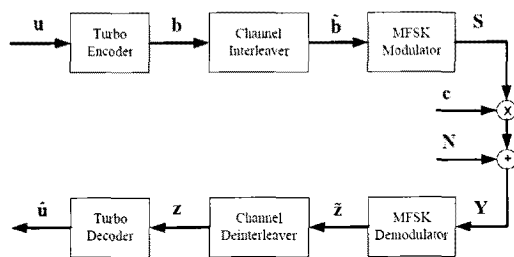 u
Turbo
Encoder
b
Channel
Interleaver
b̃
MFSK
Modulator
S
c
x
N
+
û
Turbo
Decoder
z
Channel
Deinterleaver
z̃
MFSK
Demodulator
Y